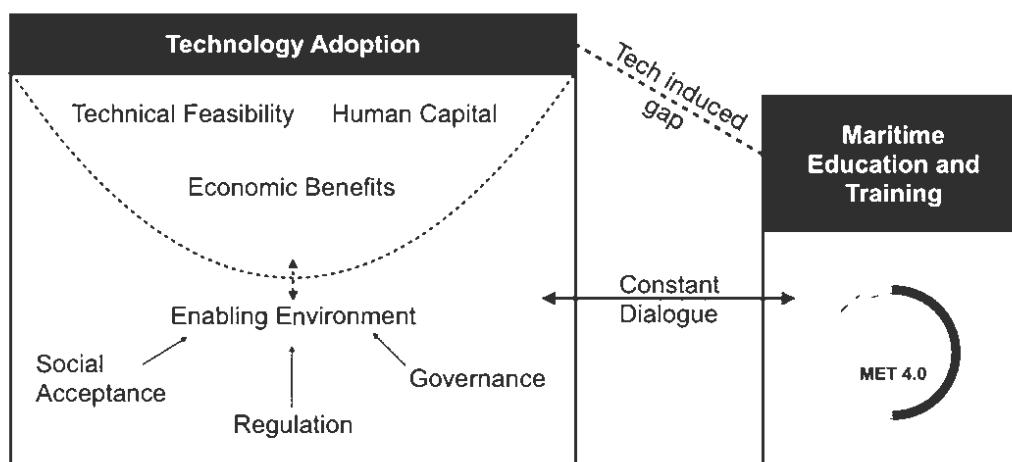 Technology Adoption
Tech induced
gap
Technical Feasibility
Human Capital
Maritime
Education and
Training
Economic Benefits
Constant
Dialogue
Enabling Environment
Social
Acceptance
Governance
Regulation
MET 4.0